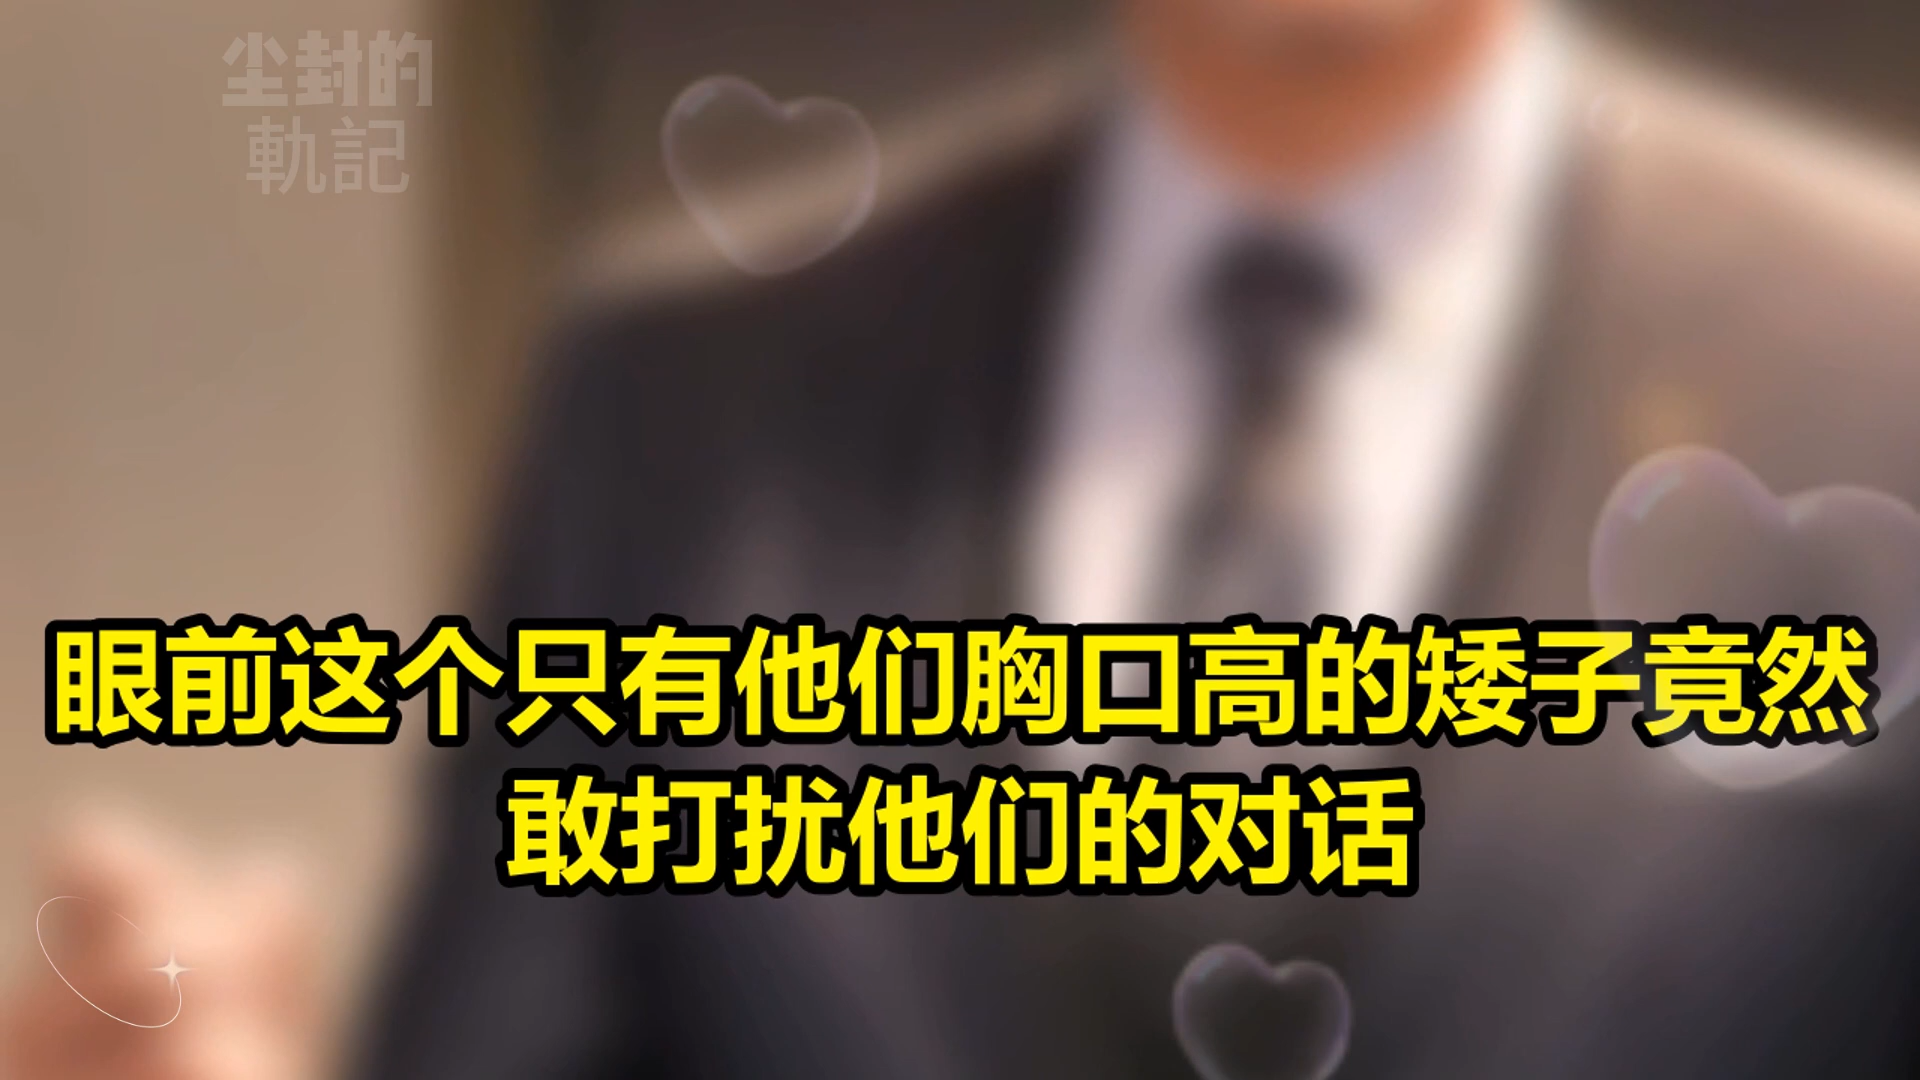 尘封的
軌記
眼前这个只有他们胸口高的矮子竟然
敢打扰他们的对话